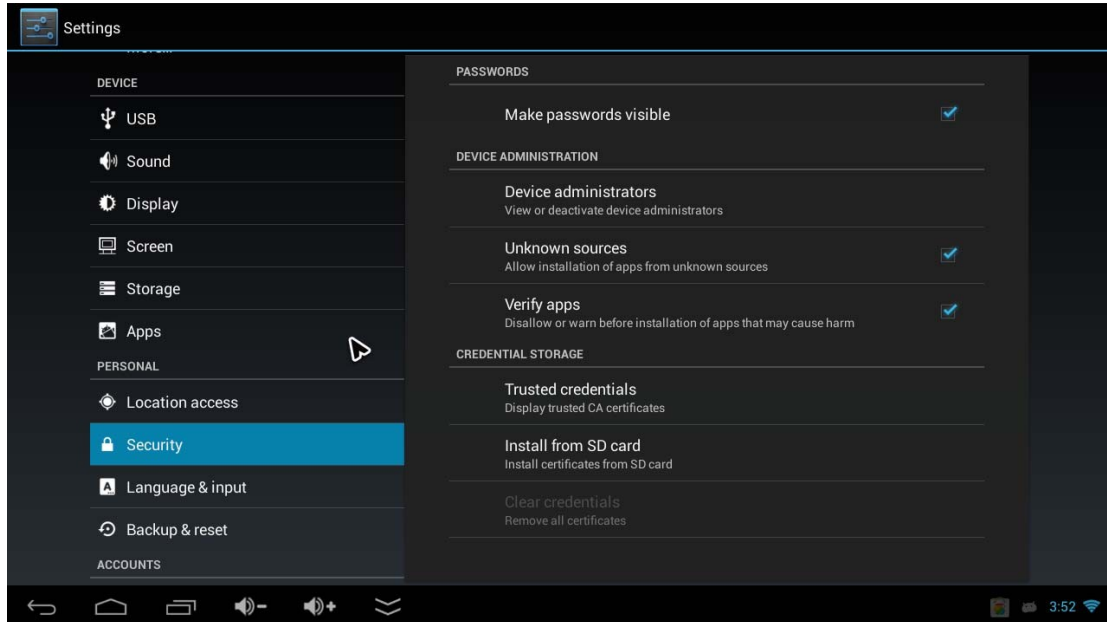 Settings
DEVICE
USB
Sound
Display
Screen
Storage
Apps
PERSONAL
Location access
Security
Language & input
Backup & reset
ACCOUNTS
PASSWORDS
Make passwords visible
DEVICE ADMINISTRATION
Device administrators
View or deactivate device administrators
Unknown sources
Allow installation of apps from unknown sources
Verify apps
Disallow or warn before installation of apps that may cause harm
CREDENTIAL STORAGE
Trusted credentials
Display trusted CA certificates
Install from SD card
Install certificates from SD card
Clear credentials
Remove all certificates
3:52